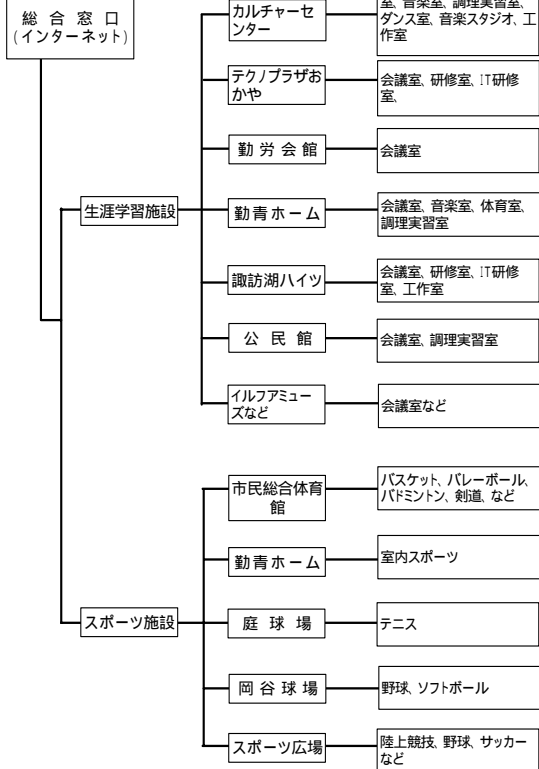 総合窓口
(インターネット)
カルチャーセ
ンター
室、音楽室、調理実習室、
ダンス室、音楽スタジオ、工
作室
テクノプラザお
かや
会議室、研修室、IT研修
室、
勤労会館
会議室
生涯学習施設
勤青ホーム
会議室、音楽室、体育室、
調理実習室
諏訪湖ハイツ
会議室、研修室、IT研修
室、工作室
公民館
会議室、調理実習室
イルフアミュー
ズなど
会議室など
市民総合体育
館
バスケット、バレーボール、
バドミントン、剣道、など
勤青ホーム
室内スポーツ
スポーツ施設
庭球場
テニス
岡谷球場
野球、ソフトボール
スポーツ広場
陸上競技、野球、サッカー
など